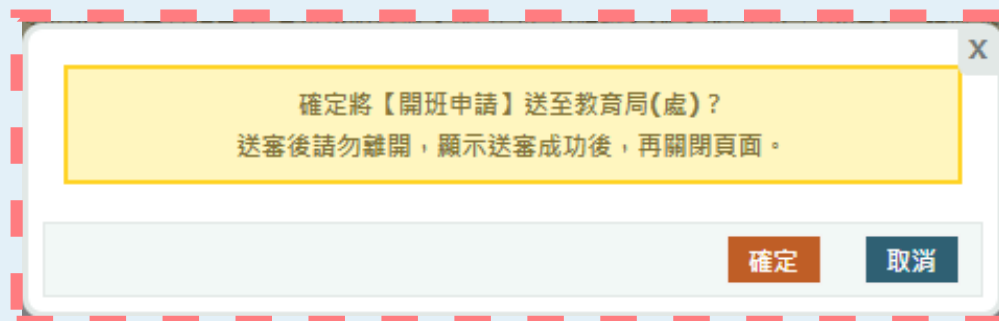 X
確定將【開班申請】送至教育局(處)？
送審後請勿離開，顯示送審成功後，再關閉頁面。
確定
取消